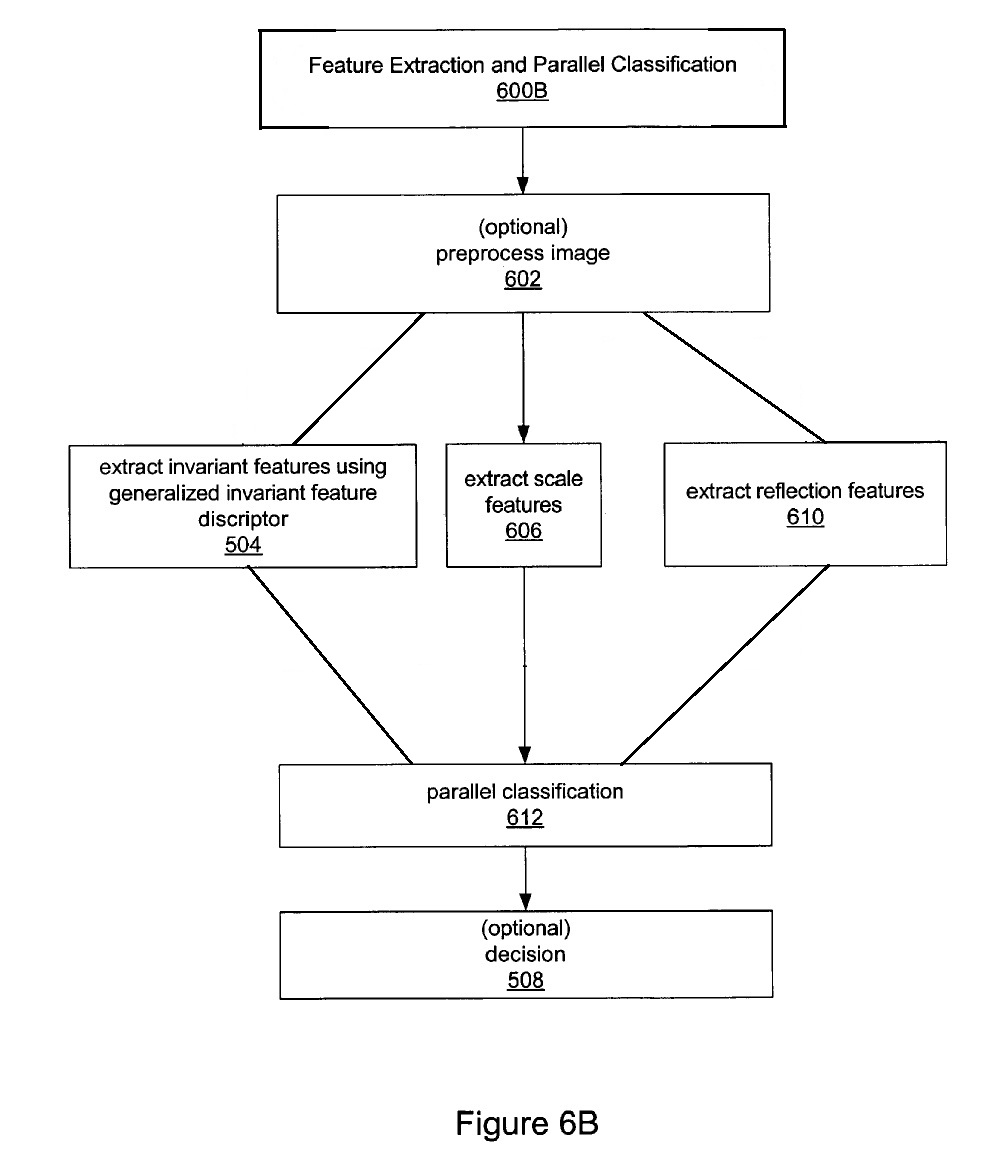 Feature Extraction and Parallel Classification
600B
(optional)
preprocess image
602
extract invariant features using
generalized invariant feature
discriptor
504
extract scale
features
606
extract reflection features
610
parallel classification
612
(optional)
decision
508
Figure 6B